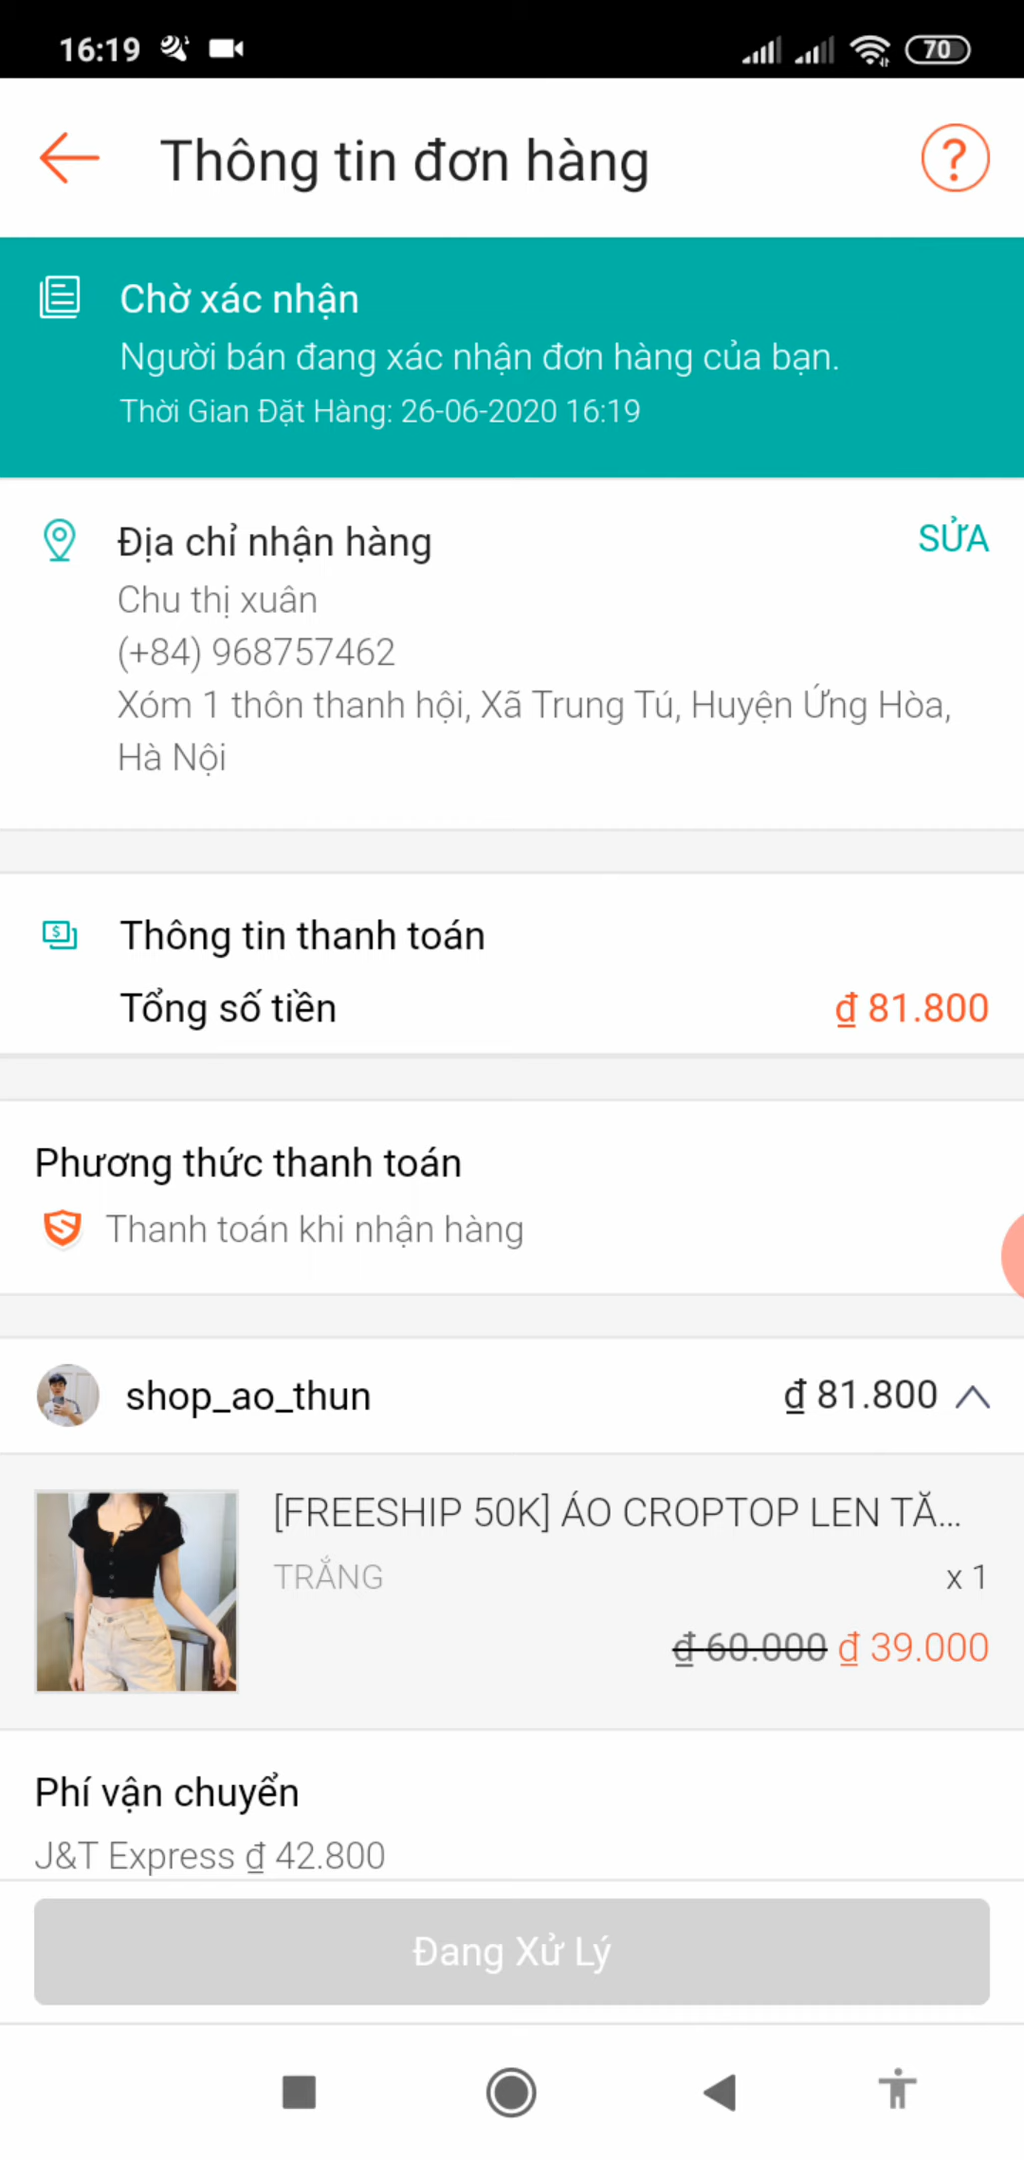 16:19
70
Thông tin đơn hàng
?
Chờ xác nhận
Người bán đang xác nhận đơn hàng của bạn.
Thời Gian Đặt Hàng: 26-06-2020 16:19
Địa chỉ nhận hàng
SỬA
Chu thị xuân
(+84) 968757462
Xóm 1 thôn thanh hội, Xã Trung Tú, Huyện Ứng Hòa,
Hà Nội
Thông tin thanh toán
Tổng số tiền
₫ 81.800
Phương thức thanh toán
Thanh toán khi nhận hàng
shop_ao_thun
₫ 81.800
[FREESHIP 50K] ÁO CROPTOP LEN TĂ...
TRẮNG
x 1
₫ 60.000 ₫ 39.000
Phí vận chuyển
J&T Express ₫ 42.800
Đang Xử Lý